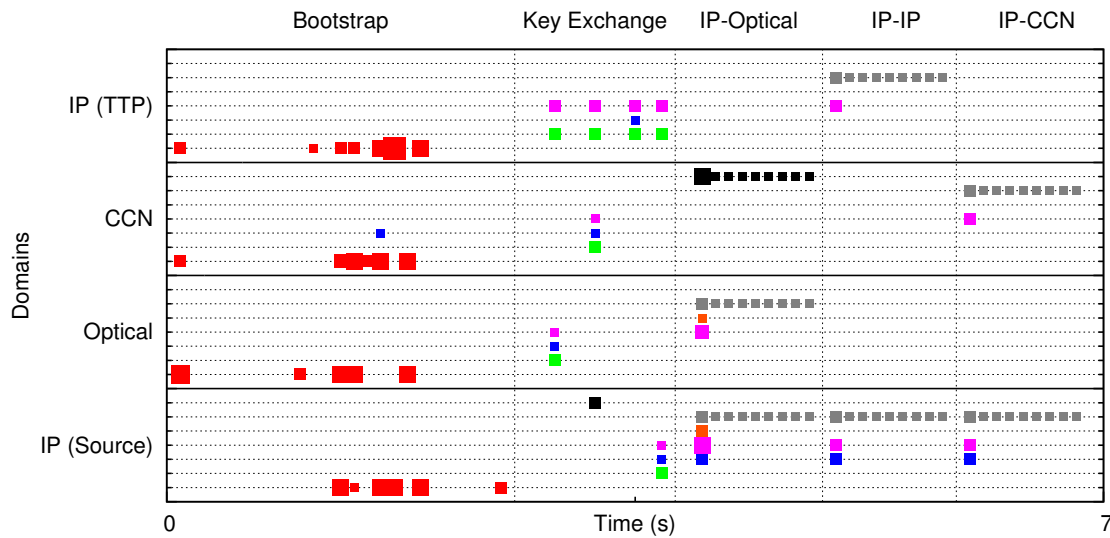 Bootstrap Key Exchange IP-Optical IP-IP IP-CCN
IP (TTP)
CCN
Domains
Optical
IP (Source)
0 Time (s) 7